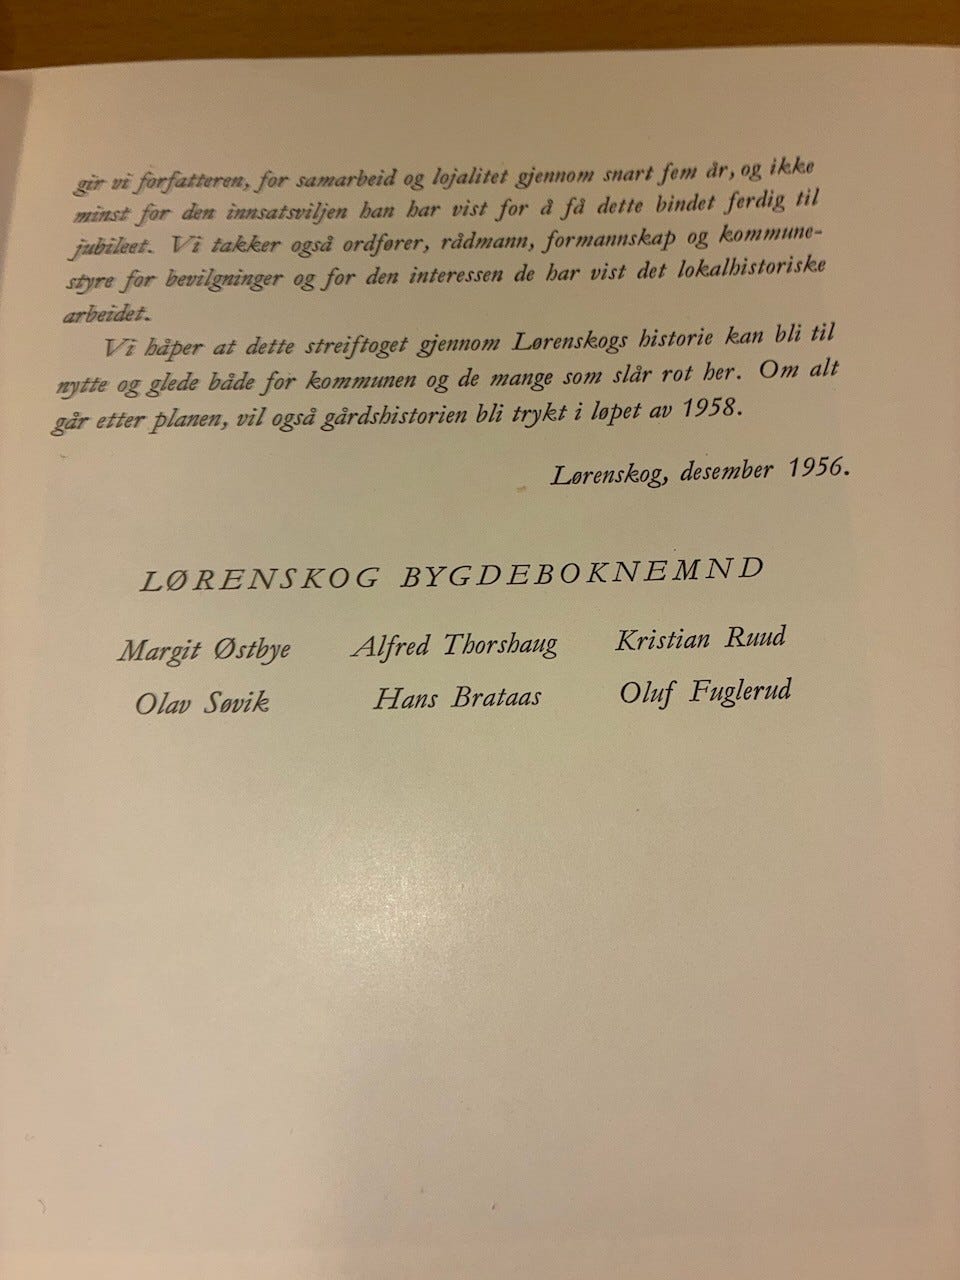 gir vi forfatteren, for samarbeid og lojalitet gjennom snart fem år, og ikke
minst for den innsatsviljen han har vist for å få dette bindet ferdig til
jubileet. Vi takker også ordfører, rådmann, formannskap og kommune-
styre for bevilgninger og for den interessen de har vist det lokalhistoriske
arbeidet.
Vi håper at dette streiftoget gjennom Lørenskogs historie kan bli til
nytte og glede både for kommunen og de mange som slår rot her. Om alt
går etter planen, vil også gårdshistorien bli trykt i løpet av 1958.
Lørenskog, desember 1956.
LØRENSKOG BYGDEBOKNEMND
Margit Østbye Alfred Thorshaug Kristian Ruud
Olav Søvik Hans Brataas Oluf Fuglerud